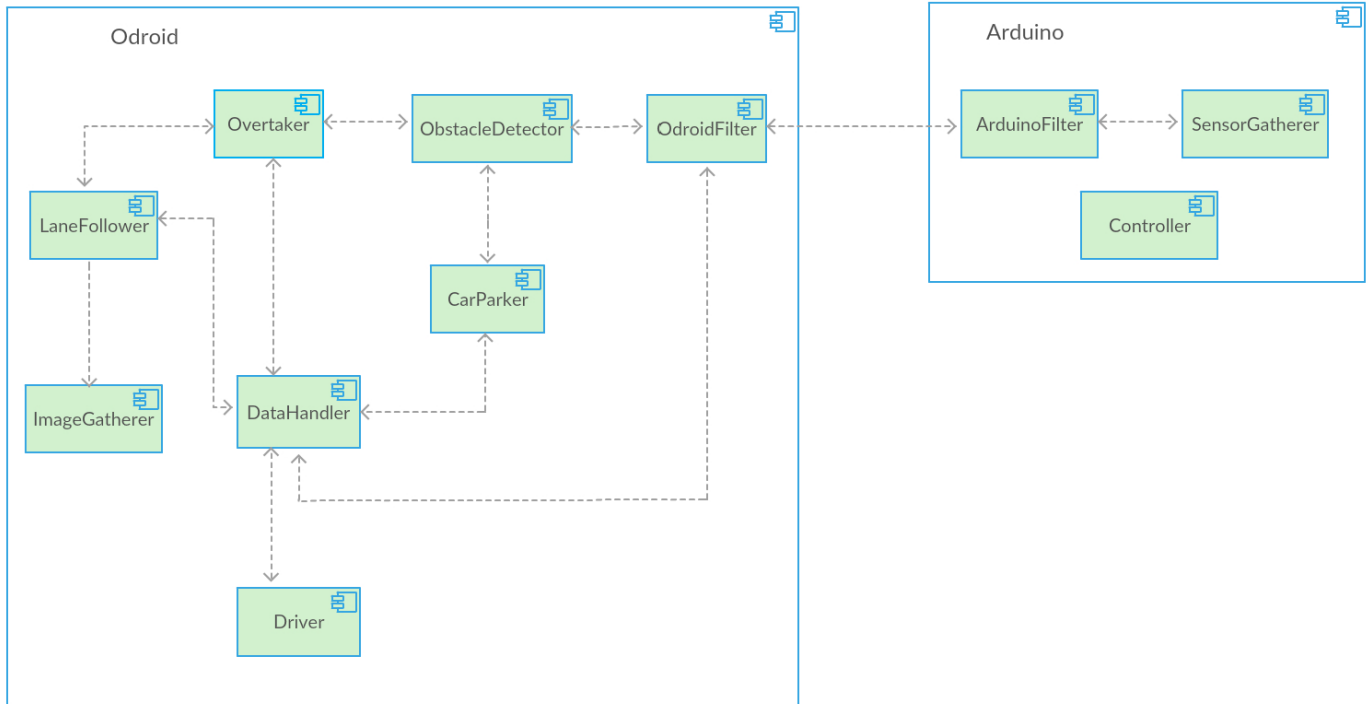 Odroid
Arduino
Overtaker
ObstacleDetector
OdroidFilter
ArduinoFilter
SensorGatherer
LaneFollower
Controller
CarParker
ImageGatherer
DataHandler
Driver